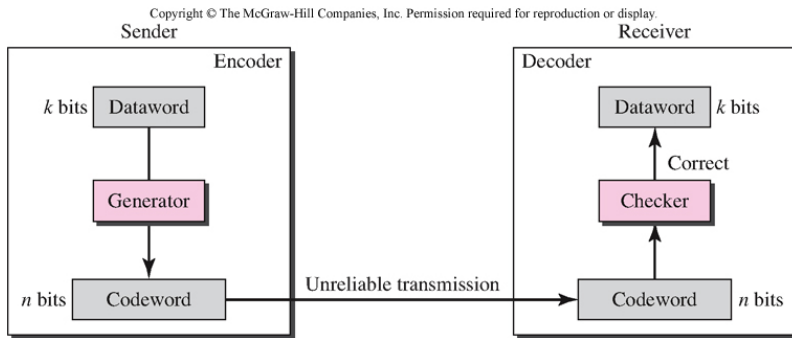 Copyright © The McGraw-Hill Companies, Inc. Permission required for reproduction or display.
Sender
Receiver
Encoder
Decoder
k bits
Dataword
Dataword
k bits
Correct
Generator
Checker
Unreliable transmission
n bits
Codeword
Codeword
n bits